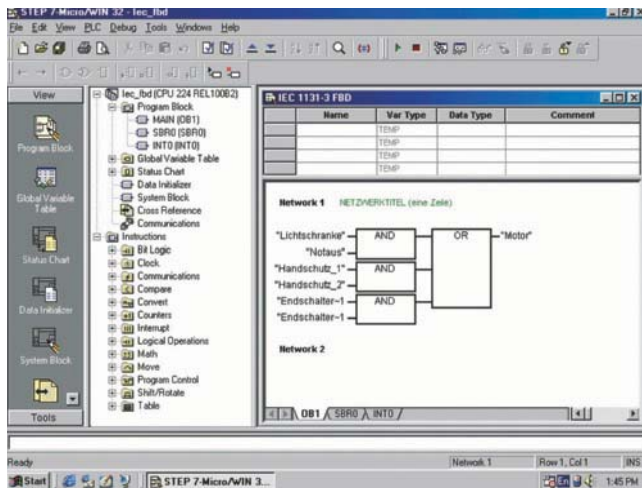 STEP 7-Micro/WIN 32 - Iec_fbd
File Edit View PLC Debug Tools Windows Help
View
Program Block
Global Variable Table
Status Chart
Data Initializer
System Block
Tools
Iec_fbd (CPU 224 REL100B2)
Program Block
MAIN (OB1)
SBR0 (SBR0)
INT0 (INT0)
Global Variable Table
Status Chart
Data Initializer
System Block
Cross Reference
Communications
Instructions
Bit Logic
Clock
Communications
Compare
Convert
Counters
Interrupt
Logical Operations
Math
Move
Program Control
Shift/Rotate
Table
IEC 1131-3 FBD
Name Var Type Data Type Comment
TEMP
TEMP
TEMP
TEMP
Network 1 NETZWERKTITEL (eine Zeile)
"Lichtschranke" AND OR "Motor"
"Notaus"
"Handschutz_1" AND
"Handschutz_2"
"Endschalter~1 AND
"Endschalter~1
Network 2
OB1 SBR0 INT0
Ready Network 1 Row 1, Col 1 INS
Start STEP 7-Micro/WIN 3... En 1:45 PM